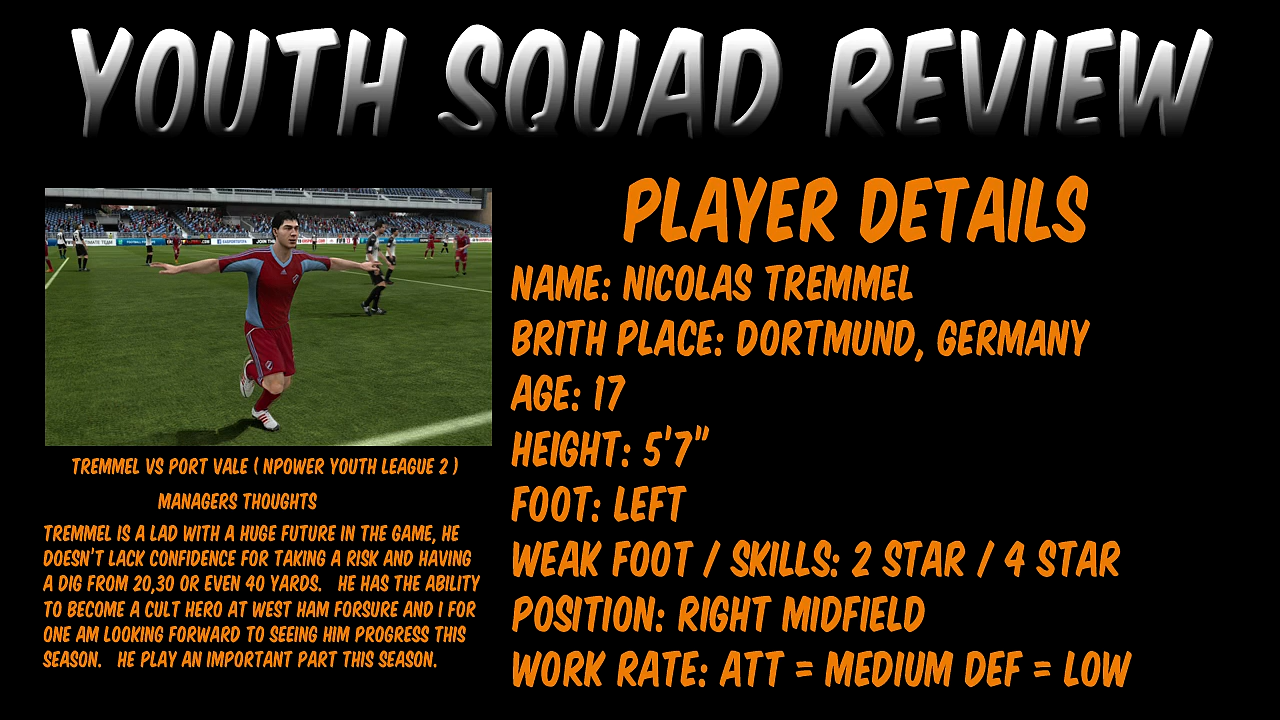 YOUTH SQUAD REVIEW
PLAYER DETAILS
NAME: NICOLAS TREMMEL
BRITH PLACE: DORTMUND, GERMANY
AGE: 17
HEIGHT: 5'7"
FOOT: LEFT
WEAK FOOT / SKILLS: 2 STAR / 4 STAR
POSITION: RIGHT MIDFIELD
WORK RATE: ATT = MEDIUM DEF = LOW
TREMMEL VS PORT VALE ( NPOWER YOUTH LEAGUE 2 )
MANAGERS THOUGHTS
TREMMEL IS A LAD WITH A HUGE FUTURE IN THE GAME, HE
DOESN'T LACK CONFIDENCE FOR TAKING A RISK AND HAVING
A DIG FROM 20,30 OR EVEN 40 YARDS. HE HAS THE ABILITY
TO BECOME A CULT HERO AT WEST HAM FORSURE AND I FOR
ONE AM LOOKING FORWARD TO SEEING HIM PROGRESS THIS
SEASON. HE PLAY AN IMPORTANT PART THIS SEASON.